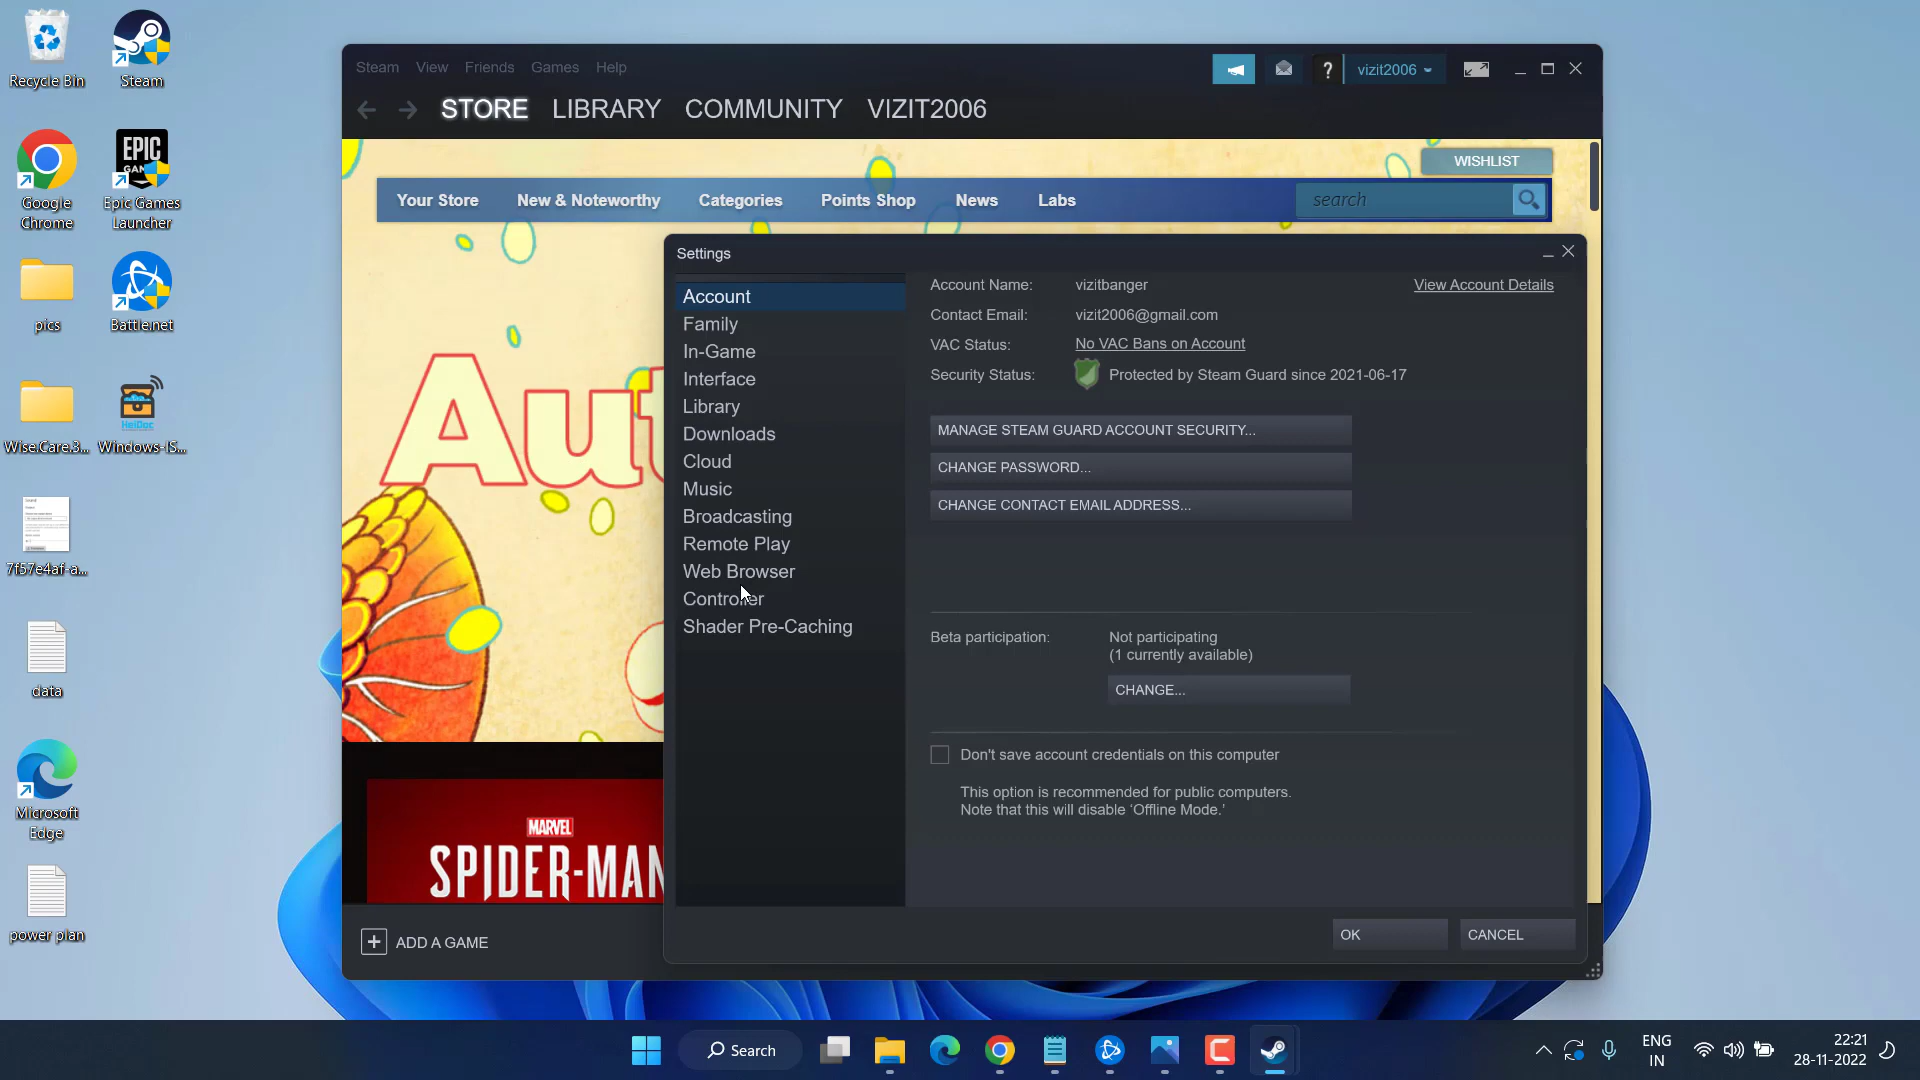 Recycle Bin
Steam
Google
Chrome
EPIC
GAMES
Epic Games
Launcher
pics
Battle.net
Wise.Care.3...
HeiDoc
Windows-IS...
7f57e4af-a...
data
Microsoft
Edge
power plan
Steam View Friends Games Help
? vizit2006
STORE LIBRARY COMMUNITY VIZIT2006
WISHLIST
Your Store New & Noteworthy Categories Points Shop News Labs search
Aut
MARVEL
SPIDER-MAN
+ ADD A GAME
Settings
Account
Family
In-Game
Interface
Library
Downloads
Cloud
Music
Broadcasting
Remote Play
Web Browser
Controller
Shader Pre-Caching
Account Name: vizitbanger View Account Details
Contact Email: vizit2006@gmail.com
VAC Status: No VAC Bans on Account
Security Status: Protected by Steam Guard since 2021-06-17
MANAGE STEAM GUARD ACCOUNT SECURITY...
CHANGE PASSWORD...
CHANGE CONTACT EMAIL ADDRESS...
Beta participation: Not participating
(1 currently available)
CHANGE...
Don't save account credentials on this computer
This option is recommended for public computers.
Note that this will disable 'Offline Mode.'
OK CANCEL
Search
ENG
IN
22:21
28-11-2022